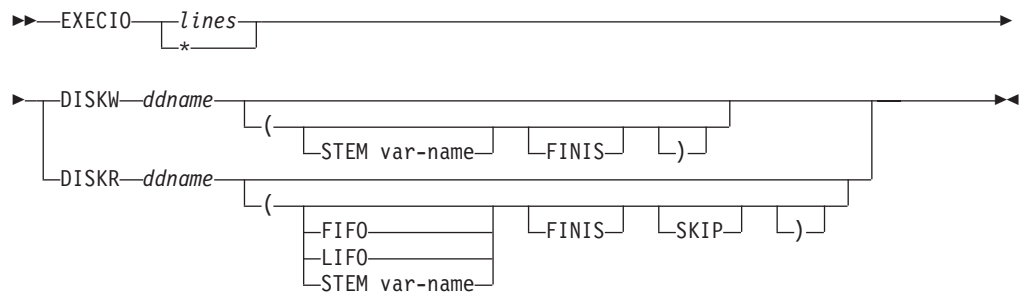 EXECIO lines
*
DISKW ddname
(
STEM var-name FINIS )
DISKR ddname
(
FIFO FINIS SKIP )
LIFO
STEM var-name